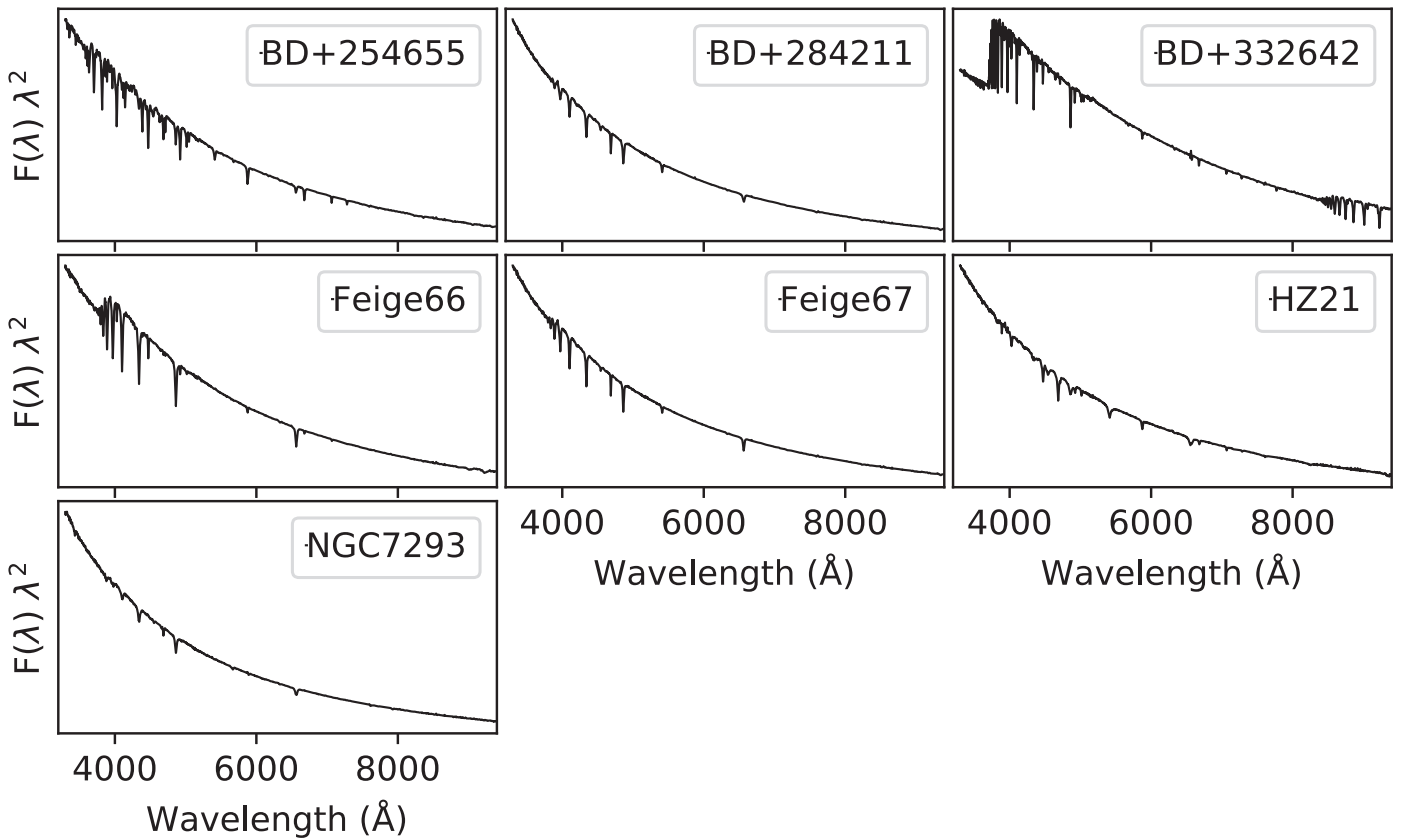 F(λ) λ²
BD+254655
BD+284211
BD+332642
F(λ) λ²
Feige66
Feige67
HZ21
4000 6000 8000
4000 6000 8000
Wavelength (Å)
Wavelength (Å)
F(λ) λ²
NGC7293
4000 6000 8000
Wavelength (Å)